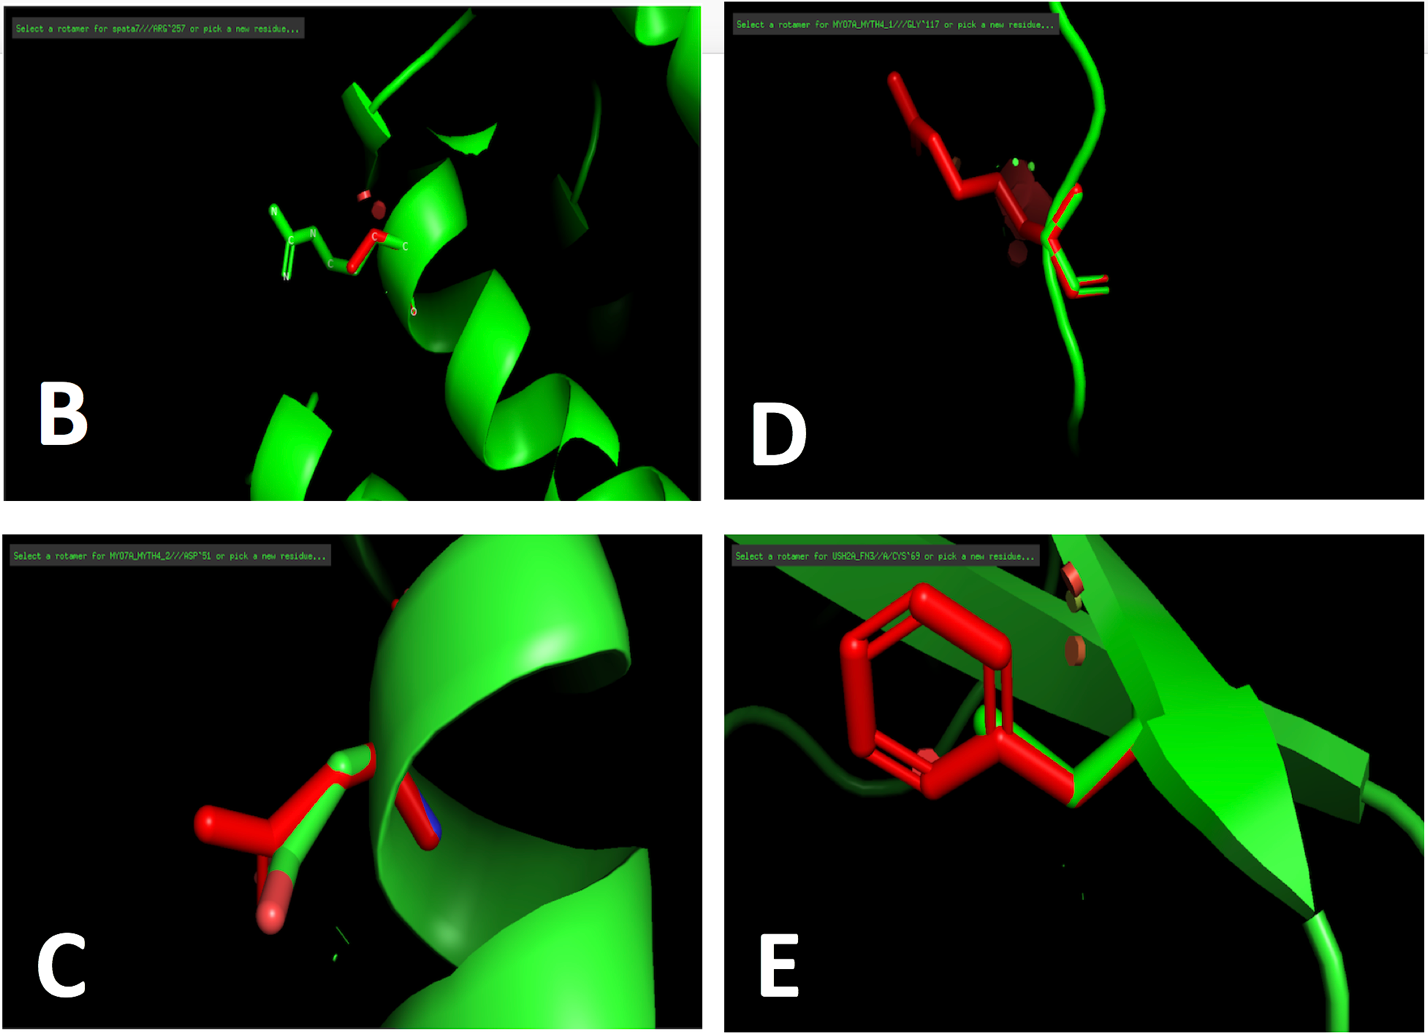 Select a rotamer for spata7///ARG`257 or pick a new residue...
N
N
C
N
C
C
C
O
B
Select a rotamer for MYO7A_MYTH4_1///GLY`117 or pick a new residue...
D
Select a rotamer for MYO7A_MYTH4_2///ASP`51 or pick a new residue...
C
Select a rotamer for USH2A_FN3//A/CYS`69 or pick a new residue...
E